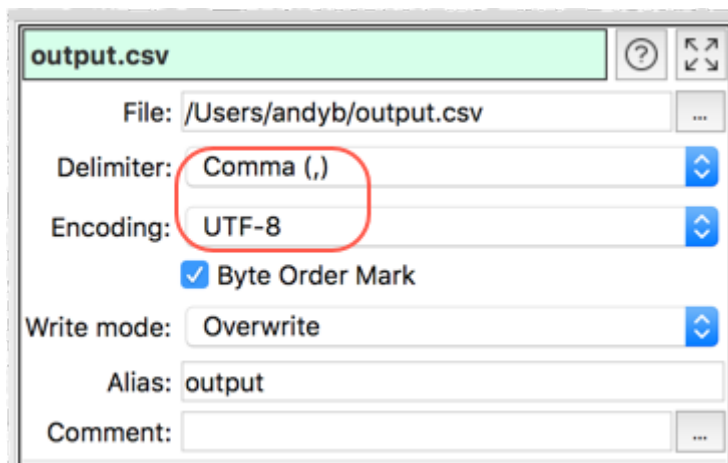 output.csv ?
File: /Users/andyb/output.csv ...
Delimiter: Comma (,)
Encoding: UTF-8
Byte Order Mark
Write mode: Overwrite
Alias: output
Comment: ...